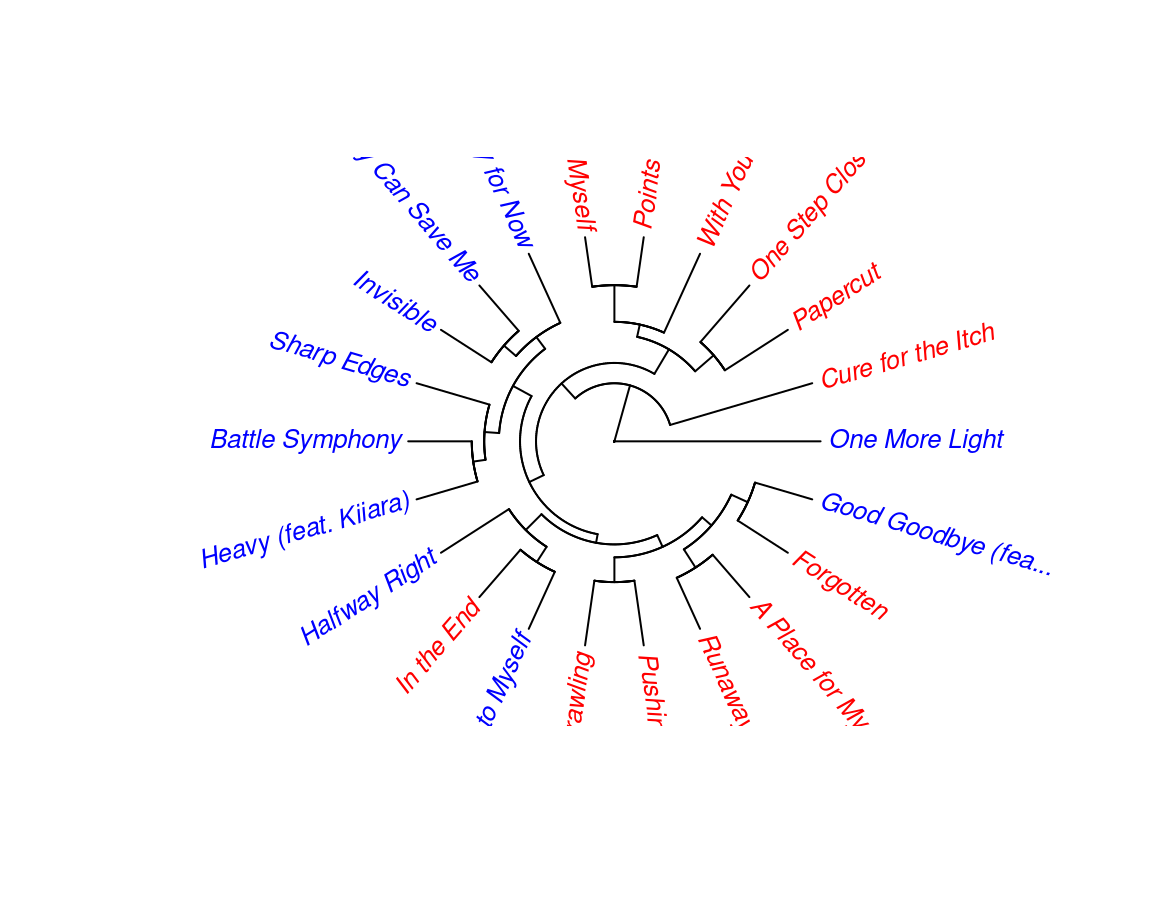 Can Save Me
for Now
Myself
Points
With You
One Step Clos
Papercut
Cure for the Itch
One More Light
Good Goodbye (fea...
Forgotten
A Place for My
Runaway
Pushin
rawling
to Myself
In the End
Halfway Right
Heavy (feat. Kiiara)
Battle Symphony
Sharp Edges
Invisible